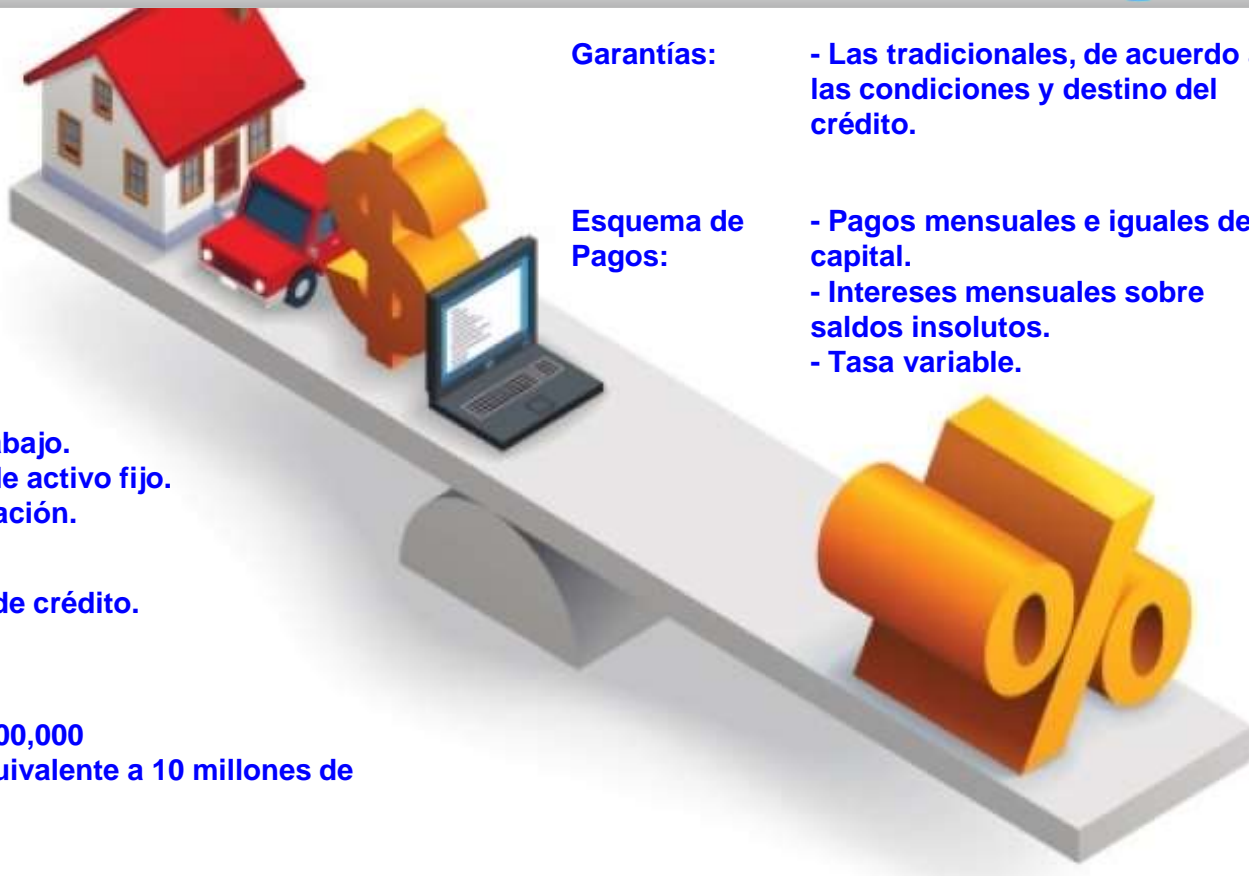 Garantías:
- Las tradicionales, de acuerdo
las condiciones y destino del
crédito.
Esquema de
Pagos:
- Pagos mensuales e iguales de
capital.
- Intereses mensuales sobre
saldos insolutos.
- Tasa variable.
abajo.
de activo fijo.
ación.
de crédito.
00,000
uivalente a 10 millones de
$
%